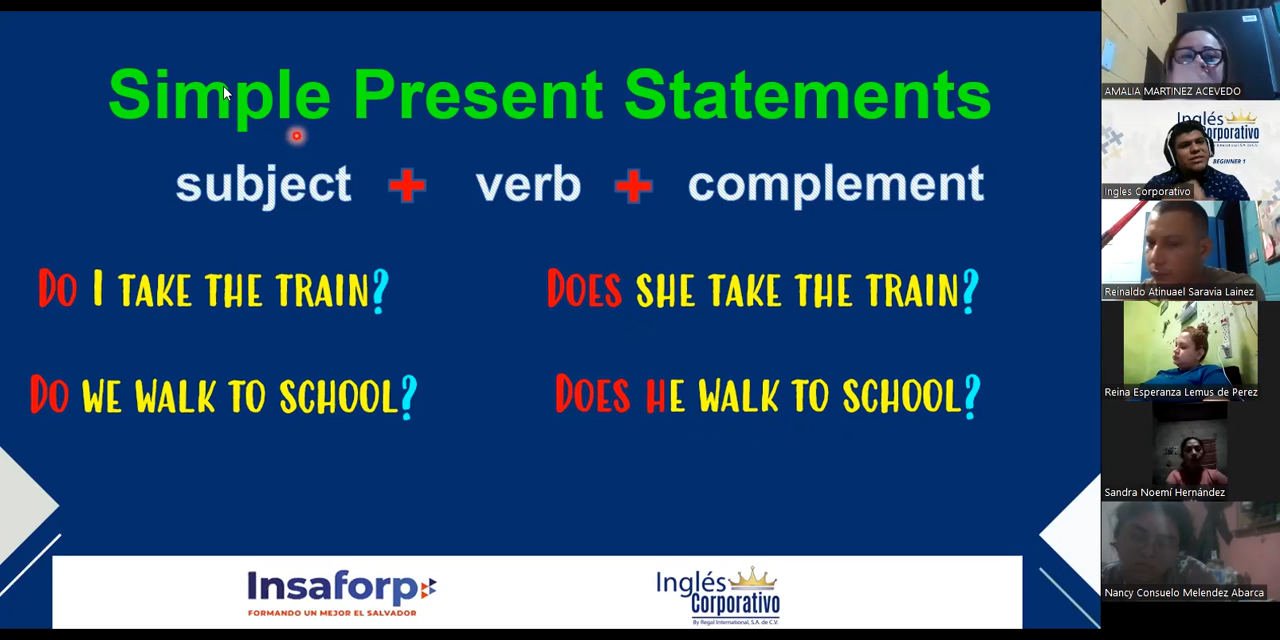 Simple Present Statements
subject + verb + complement
DO I TAKE THE TRAIN?
DOES SHE TAKE THE TRAIN?
DO WE WALK TO SCHOOL?
DOES HE WALK TO SCHOOL?
Insaforp
FORMANDO UN MEJOR EL SALVADOR
Inglés
Corporativo
By Regal International, S.A. de C.V.
AMALIA MARTINEZ ACEVEDO
Inglés
Corporativo
BEGINNER 1
Ingles Corporativo
Reinaldo Atinuael Saravia Lainez
Reina Esperanza Lemus de Perez
Sandra Noemí Hernández
Nancy Consuelo Melendez Abarca